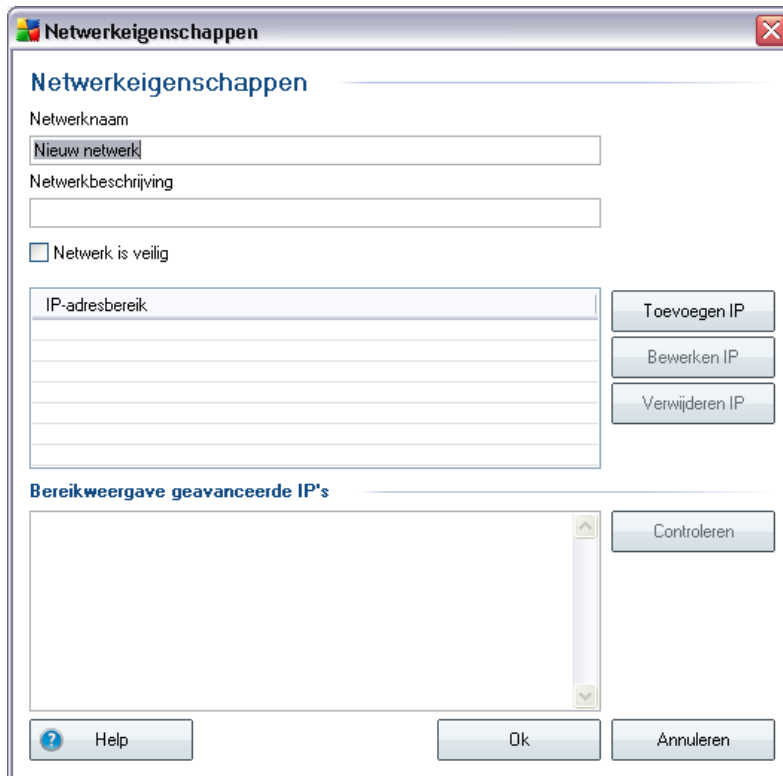 Netwerkeigenschappen
Netwerkeigenschappen
Netwerknaam
Nieuw netwerk
Netwerkbeschrijving
Netwerk is veilig
IP-adresbereik
Toevoegen IP
Bewerken IP
Verwijderen IP
Bereikweergave geavanceerde IP's
Controleren
Help
Ok
Annuleren